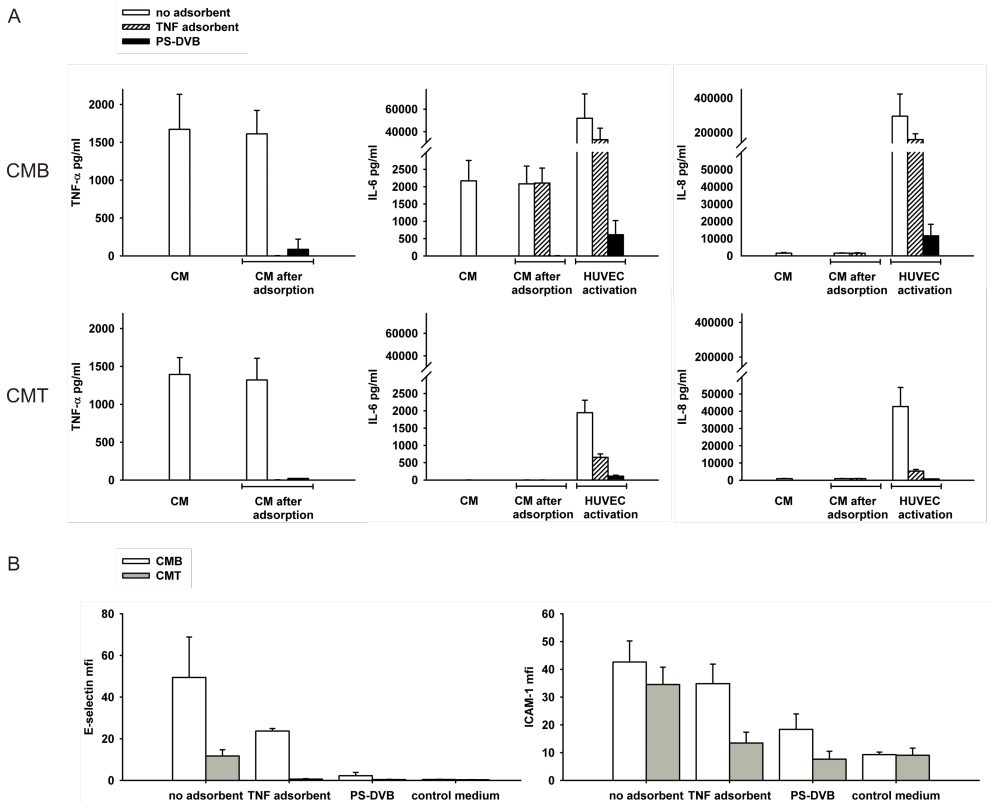 A
no adsorbent
TNF adsorbent
PS-DVB
CMB
TNF-α pg/ml
2000
1500
1000
500
0
CM
CM after
adsorption
IL-6 pg/ml
60000
40000
2500
2000
1500
1000
500
0
CM
CM after
adsorption
HUVEC
activation
IL-8 pg/ml
400000
200000
50000
40000
30000
20000
10000
0
CM
CM after
adsorption
HUVEC
activation
CMT
TNF-α pg/ml
2000
1500
1000
500
0
CM
CM after
adsorption
IL-6 pg/ml
60000
40000
2500
2000
1500
1000
500
0
CM
CM after
adsorption
HUVEC
activation
IL-8 pg/ml
400000
200000
50000
40000
30000
20000
10000
0
CM
CM after
adsorption
HUVEC
activation
B
CMB
CMT
E-selectin mfi
80
60
40
20
0
no adsorbent TNF adsorbent PS-DVB control medium
ICAM-1 mfi
60
50
40
30
20
10
0
no adsorbent TNF adsorbent PS-DVB control medium